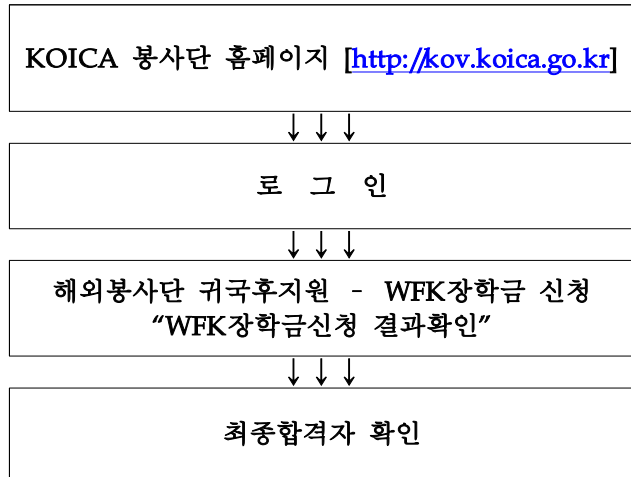 KOICA 봉사단 홈페이지 [http://kov.koica.go.kr]
로 그 인
해외봉사단 귀국후지원 - WFK장학금 신청
“WFK장학금신청 결과확인”
최종합격자 확인